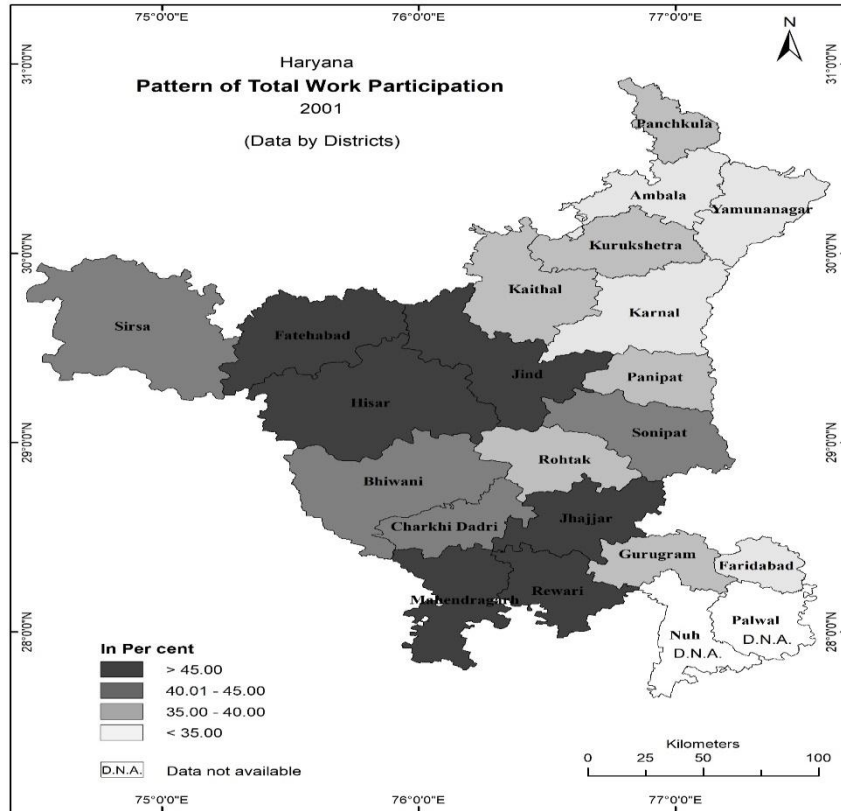 75°0'0"E 76°0'0"E 77°0'0"E
N
Haryana
Pattern of Total Work Participation
2001
(Data by Districts)
31°0'0"N 31°0'0"N
Panchkula
Ambala
Yamunanagar
Kurukshetra
30°0'0"N 30°0'0"N
Kaithal
Karnal
Sirsa
Fatehabad
Jind
Panipat
Hisar
Sonipat
29°0'0"N 29°0'0"N
Rohtak
Bhiwani
Jhajjar
Charkhi Dadri
Gurugram
Faridabad
Rewari
Mahendragarh
Palwal
D.N.A.
Nuh
D.N.A.
28°0'0"N 28°0'0"N
In Per cent
> 45.00
40.01 - 45.00
35.00 - 40.00
< 35.00
D.N.A. Data not available
Kilometers
0 25 50 100
75°0'0"E 76°0'0"E 77°0'0"E